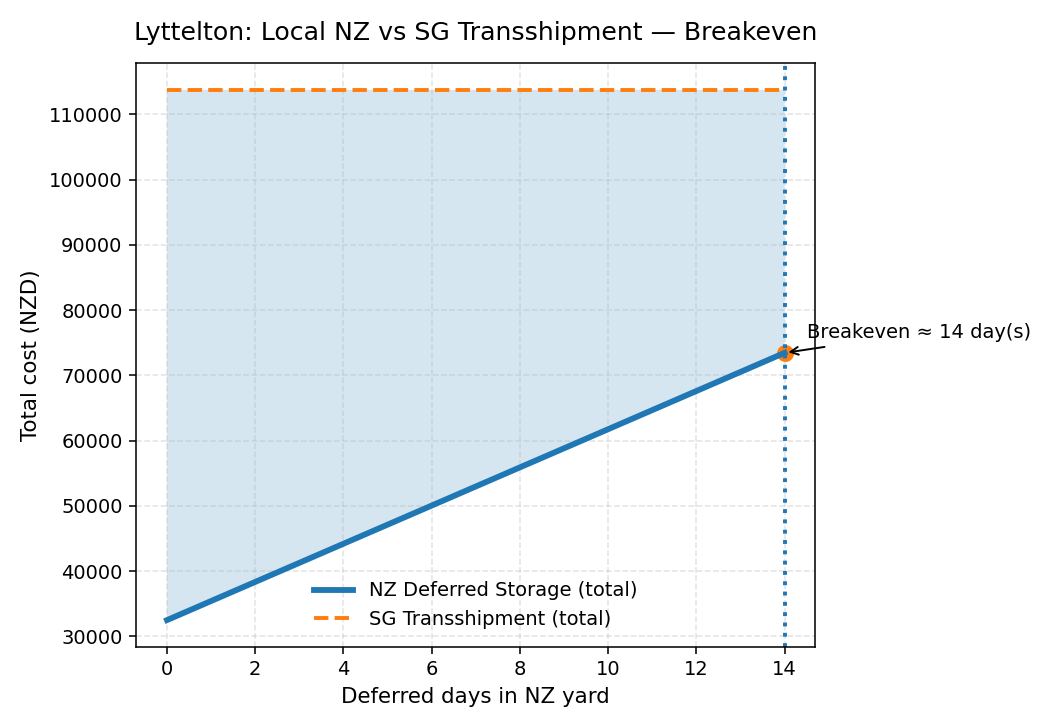 Lyttelton: Local NZ vs SG Transshipment — Breakeven
Total cost (NZD)
110000
100000
90000
80000
70000
60000
50000
40000
30000
Breakeven ≈ 14 day(s)
NZ Deferred Storage (total)
SG Transshipment (total)
0 2 4 6 8 10 12 14
Deferred days in NZ yard